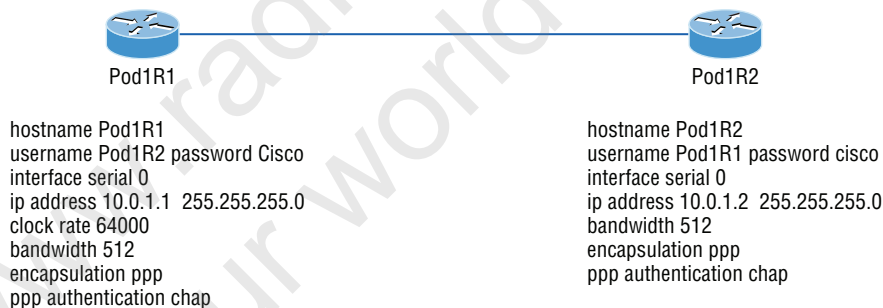 Pod1R1
Pod1R2
hostname Pod1R1
username Pod1R2 password Cisco
interface serial 0
ip address 10.0.1.1 255.255.255.0
clock rate 64000
bandwidth 512
encapsulation ppp
ppp authentication chap
hostname Pod1R2
username Pod1R1 password cisco
interface serial 0
ip address 10.0.1.2 255.255.255.0
bandwidth 512
encapsulation ppp
ppp authentication chap